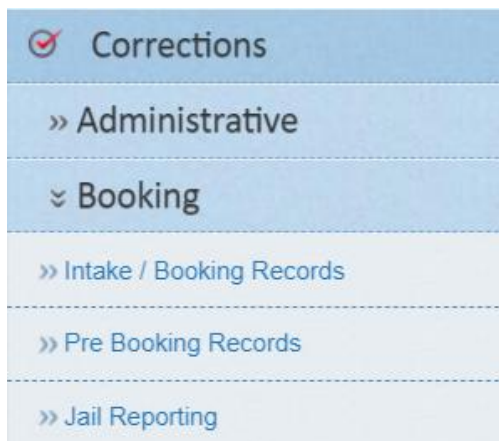 Corrections
» Administrative
Booking
» Intake / Booking Records
» Pre Booking Records
» Jail Reporting